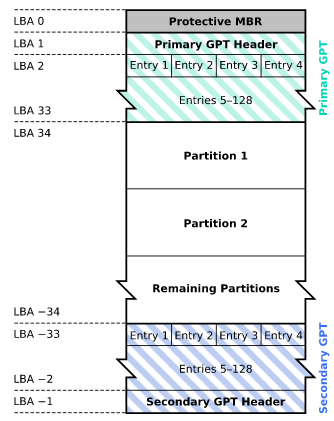 LBA 0
Protective MBR
LBA 1
Primary GPT Header
LBA 2
Entry 1 Entry 2 Entry 3 Entry 4
Entries 5–128
LBA 33
Primary GPT
LBA 34
Partition 1
Partition 2
Remaining Partitions
LBA −34
LBA −33
Entry 1 Entry 2 Entry 3 Entry 4
Entries 5–128
LBA −2
LBA −1
Secondary GPT Header
Secondary GPT